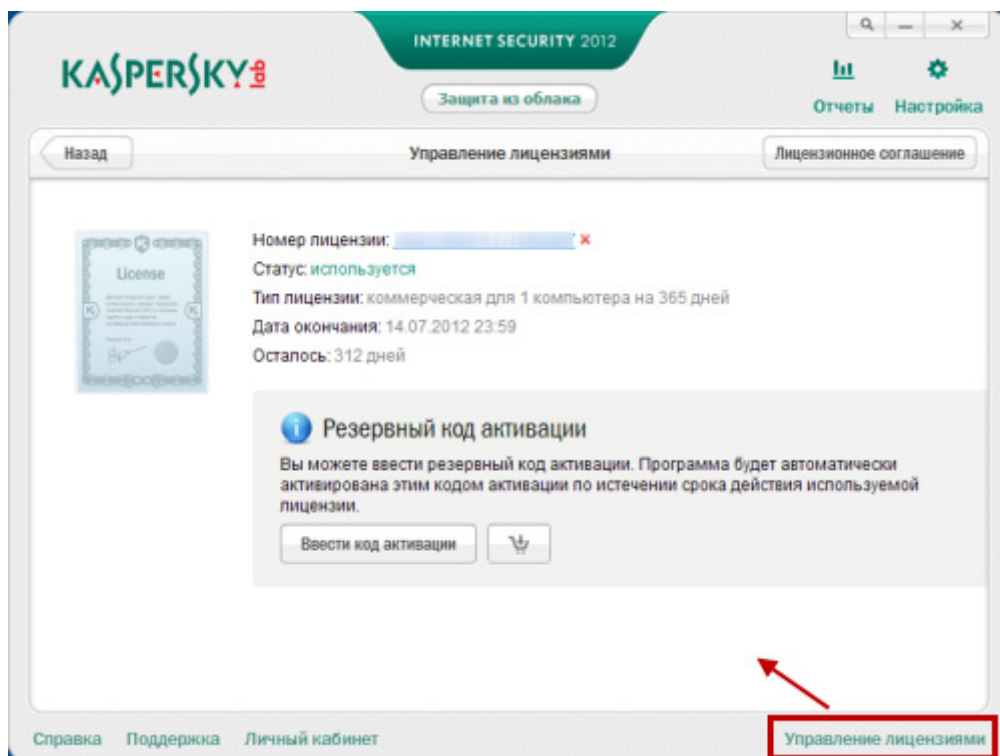 INTERNET SECURITY 2012
KASPERSKY lab
Защита из облака
Отчеты Настройка
Назад
Управление лицензиями
Лицензионное соглашение
License
Номер лицензии:
Статус: используется
Тип лицензии: коммерческая для 1 компьютера на 365 дней
Дата окончания: 14.07.2012 23:59
Осталось: 312 дней
Резервный код активации
Вы можете ввести резервный код активации. Программа будет автоматически
активирована этим кодом активации по истечении срока действия используемой
лицензии.
Ввести код активации
Справка Поддержка Личный кабинет
Управление лицензиями